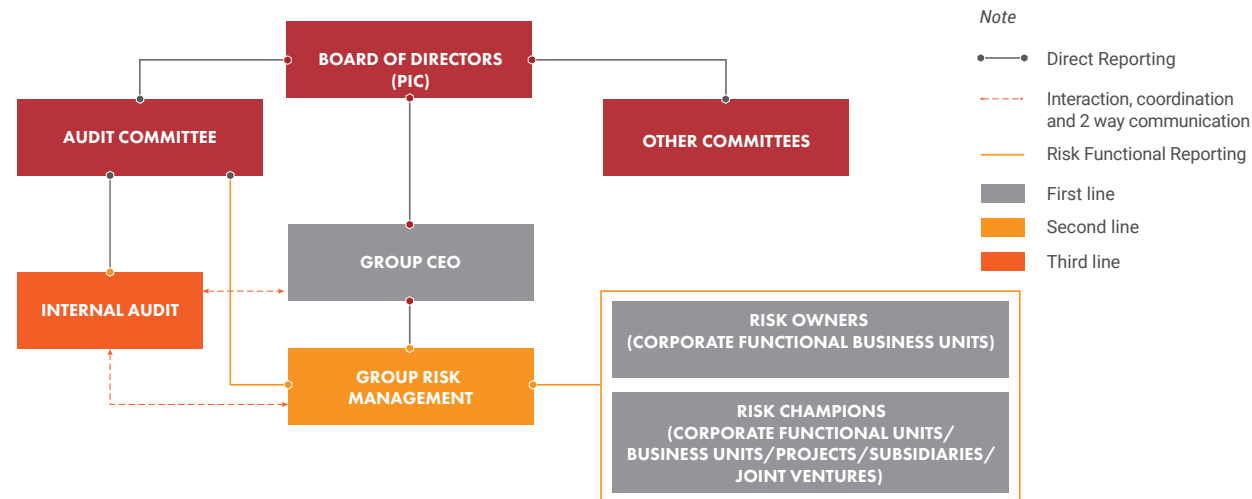 Note
BOARD OF DIRECTORS
(PIC)
Direct Reporting
Interaction, coordination
and 2 way communication
AUDIT COMMITTEE
OTHER COMMITTEES
Risk Functional Reporting
First line
Second line
Third line
GROUP CEO
INTERNAL AUDIT
RISK OWNERS
(CORPORATE FUNCTIONAL BUSINESS UNITS)
GROUP RISK
MANAGEMENT
RISK CHAMPIONS
(CORPORATE FUNCTIONAL UNITS/
BUSINESS UNITS/PROJECTS/SUBSIDIARIES/
JOINT VENTURES)